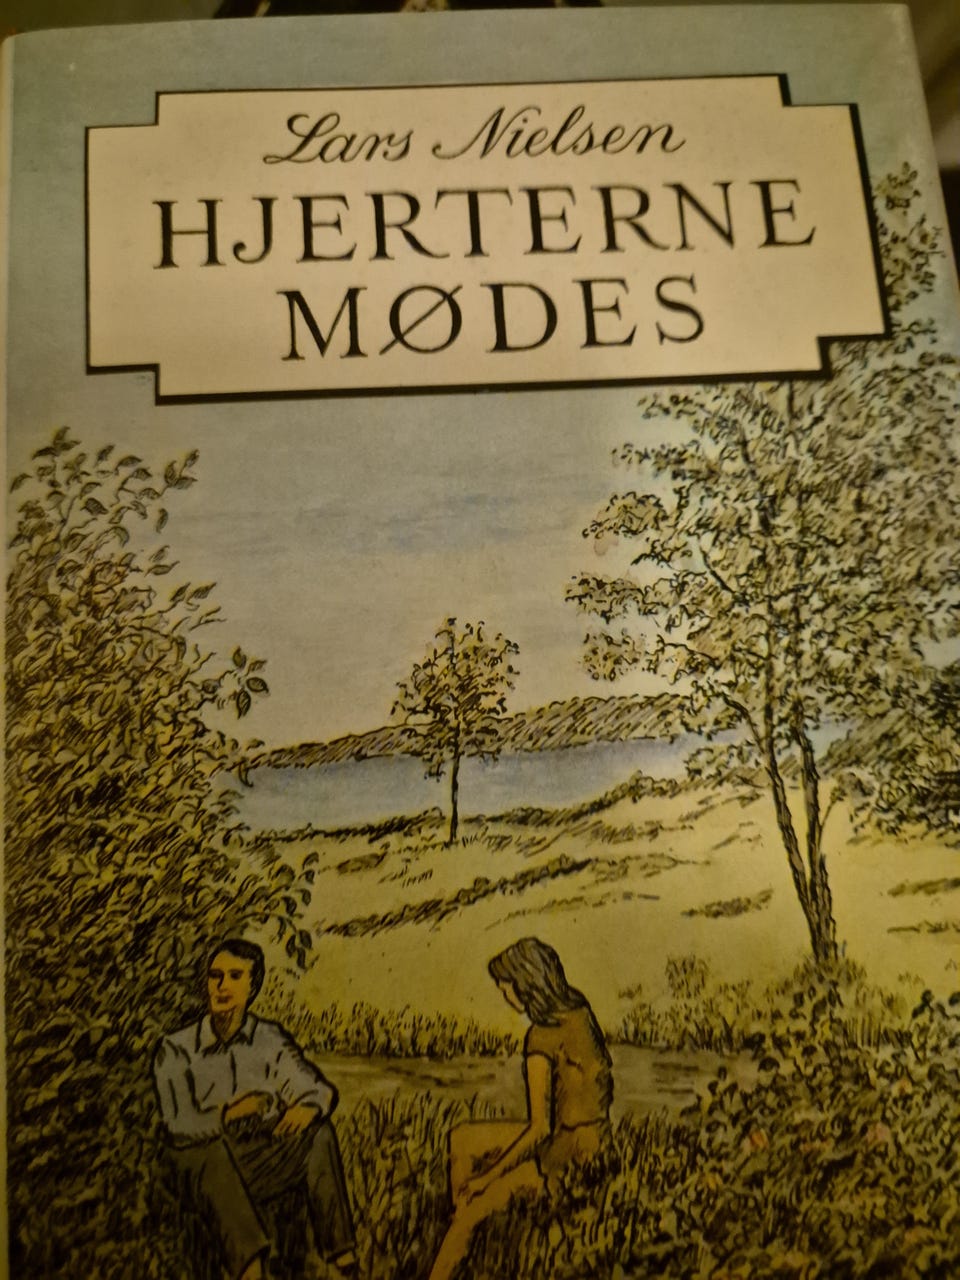 Lars Nielsen
HJERTERNE
MØDES